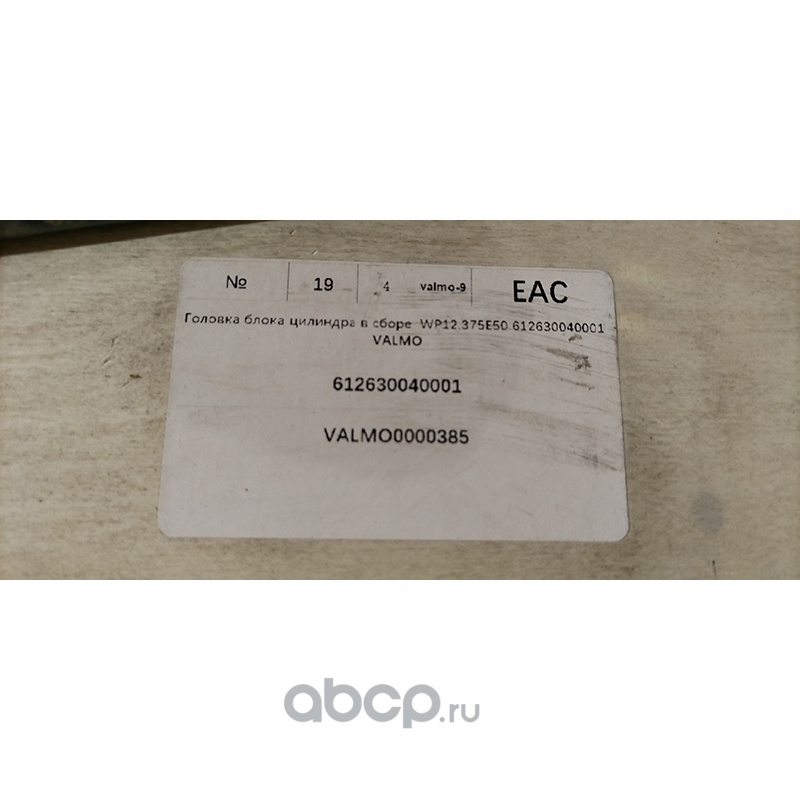 № 19 4 valmo-9 EAC
Головка блока цилиндра в сборе WP12.375E50 612630040001
VALMO
612630040001
VALMO0000385
abcp.ru